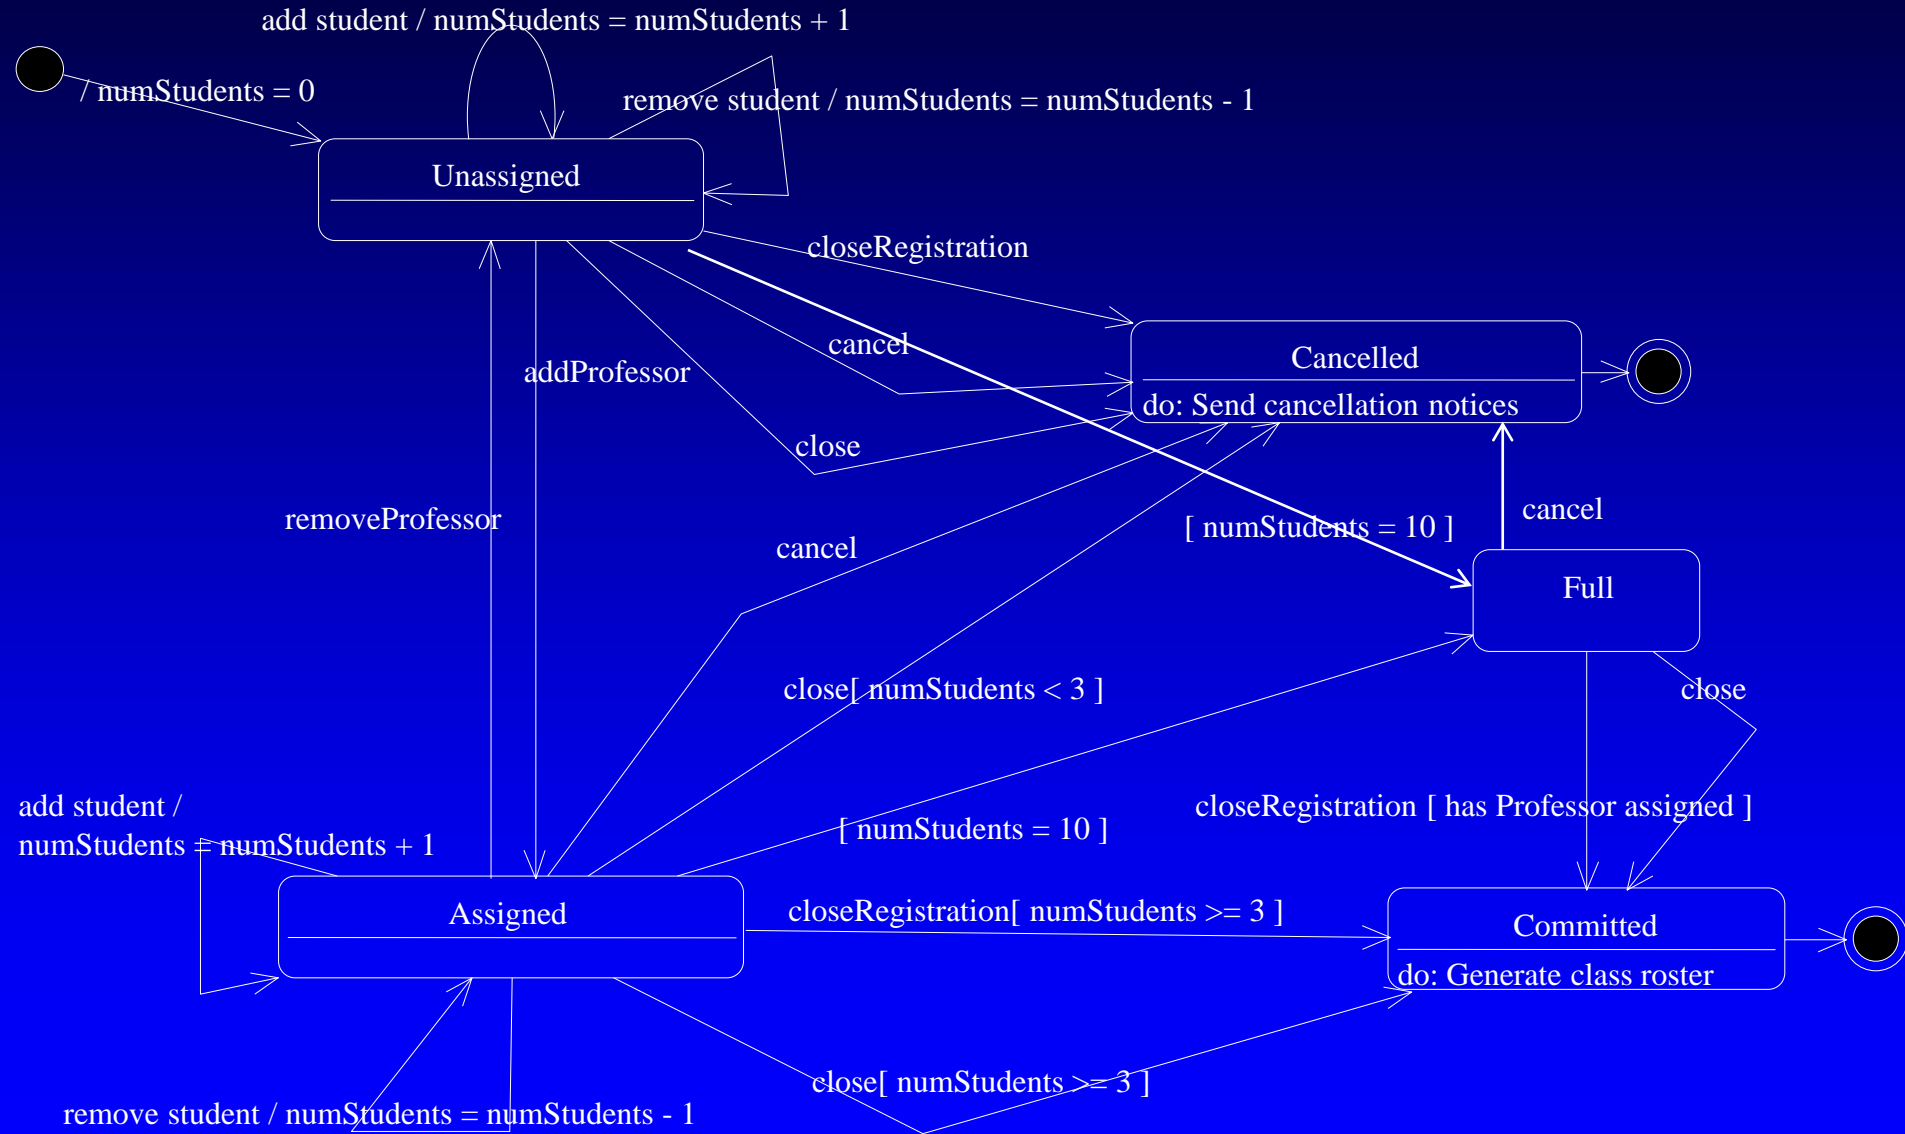 add student / numStudents = numStudents + 1
/ numStudents = 0
remove student / numStudents = numStudents - 1
Unassigned
closeRegistration
cancel
Cancelled
addProfessor
do: Send cancellation notices
close
removeProfessor
cancel
[ numStudents = 10 ]
cancel
Full
close[ numStudents < 3 ]
close
add student /
numStudents = numStudents + 1
closeRegistration [ has Professor assigned ]
[ numStudents = 10 ]
Assigned
closeRegistration[ numStudents >= 3 ]
Committed
do: Generate class roster
close[ numStudents >= 3 ]
remove student / numStudents = numStudents - 1